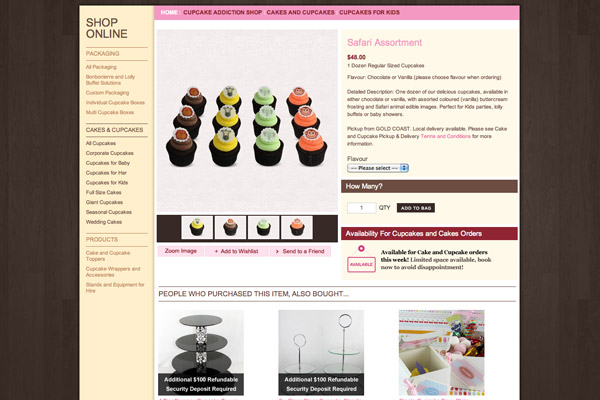 HOME CUPCAKE ADDICTION SHOP CAKES AND CUPCAKES CUPCAKES FOR KIDS
SHOP
ONLINE
PACKAGING
All Packaging
Bonbonierre and Lolly
Buffet Solutions
Custom Packaging
Individual Cupcake Boxes
Multi Cupcake Boxes
CAKES & CUPCAKES
All Cupcakes
Corporate Cupcakes
Cupcakes for Baby
Cupcakes for Her
Cupcakes for Kids
Full Size Cakes
Giant Cupcakes
Seasonal Cupcakes
Wedding Cakes
PRODUCTS
Cake and Cupcake
Toppers
Cupcake Wrappers and
Accessories
Stands and Equipment for
Hire
Zoom Image
+ Add to Wishlist
> Send to a Friend
Safari Assortment
$48.00
1 Dozen Regular Sized Cupcakes
Flavour: Chocolate or Vanilla (please choose flavour when ordering)
Detailed Description: One dozen of our delicious cupcakes, available in
either chocolate or vanilla, with assorted coloured (vanilla) buttercream
frosting and Safari animal edible images. Perfect for Kids parties, lolly
buffets or baby showers.
Pickup from GOLD COAST. Local delivery available. Please see Cake
and Cupcake Pickup & Delivery Terms and Conditions for more
information.
Flavour
--- Please select ---
How Many?
1 QTY ADD TO BAG
Availability For Cupcakes and Cakes Orders
AVAILABLE
Available for Cake and Cupcake orders
this week! Limited space available, book
now to avoid disappointment!
PEOPLE WHO PURCHASED THIS ITEM, ALSO BOUGHT....
Additional $100 Refundable
Security Deposit Required
Additional $100 Refundable
Security Deposit Required